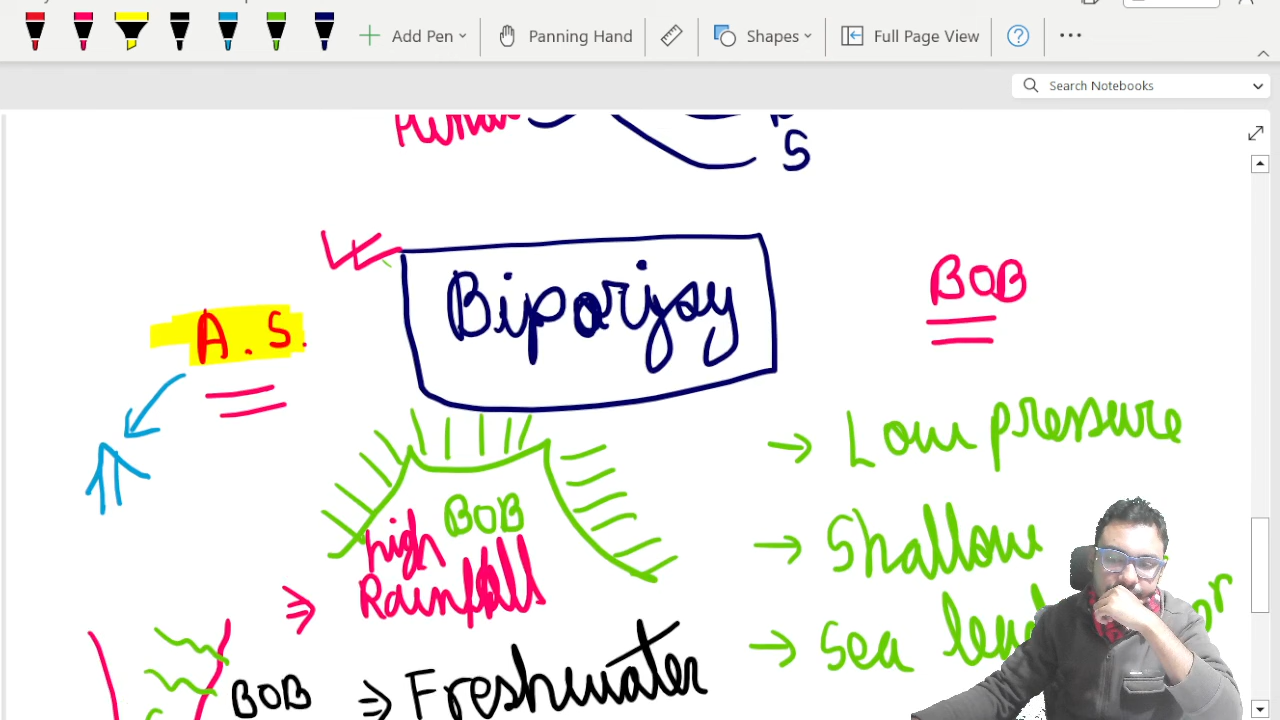 Add Pen
Panning Hand
Shapes
Full Page View
Search Notebooks
S
Biporjsy
BOB
A.S.
→ Low pressure
BOB
high
Rainfall
→ Shallow
→ Sea
BOB ⇒ Freshwater